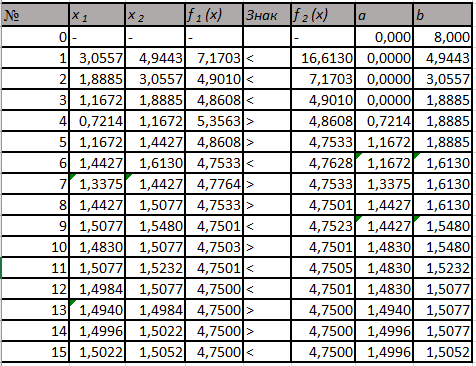 № x 1 x 2 f 1 (x) Знак f 2 (x) a b
0 - - - - 0,000 8,000
1 3,0557 4,9443 7,1703 < 16,6130 0,0000 4,9443
2 1,8885 3,0557 4,9010 < 7,1703 0,0000 3,0557
3 1,1672 1,8885 4,8608 < 4,9010 0,0000 1,8885
4 0,7214 1,1672 5,3563 > 4,8608 0,7214 1,8885
5 1,1672 1,4427 4,8608 > 4,7533 1,1672 1,8885
6 1,4427 1,6130 4,7533 < 4,7628 1,1672 1,6130
7 1,3375 1,4427 4,7764 > 4,7533 1,3375 1,6130
8 1,4427 1,5077 4,7533 > 4,7501 1,4427 1,6130
9 1,5077 1,5480 4,7501 < 4,7523 1,4427 1,5480
10 1,4830 1,5077 4,7503 > 4,7501 1,4830 1,5480
11 1,5077 1,5232 4,7501 < 4,7505 1,4830 1,5232
12 1,4984 1,5077 4,7500 < 4,7501 1,4830 1,5077
13 1,4940 1,4984 4,7500 > 4,7500 1,4940 1,5077
14 1,4996 1,5022 4,7500 > 4,7500 1,4996 1,5077
15 1,5022 1,5052 4,7500 < 4,7500 1,4996 1,5052